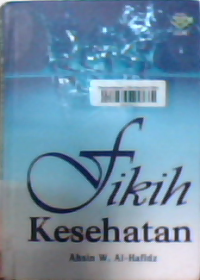 Fikih
Kesehatan
Ahsin W. Al-Hafidz